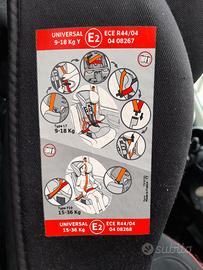 UNIVERSAL
9-18 Kg Y
E2
ECE R44/04
04 08267
9-18 Kg
15-36 Kg
UNIVERSAL
15-36 Kg
E2
ECE R44/04
04 08268
subito